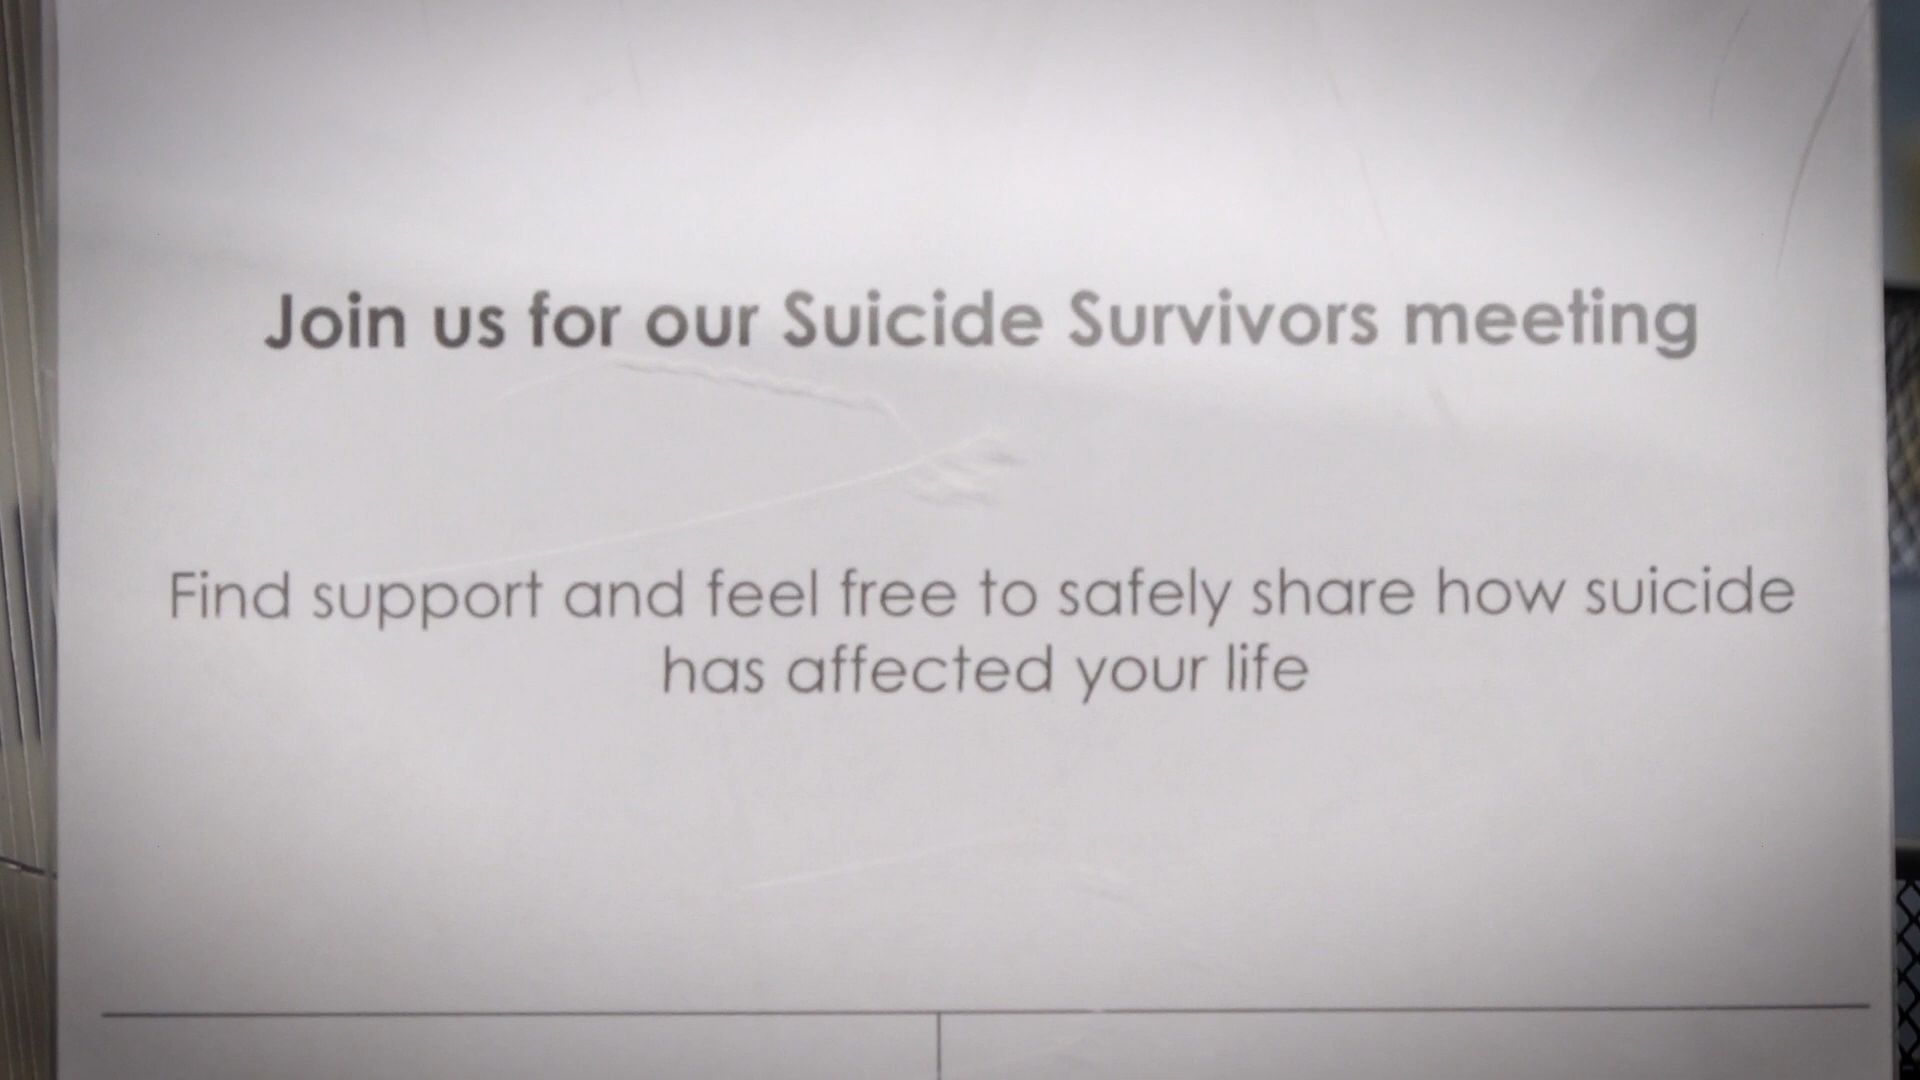 Join us for our Suicide Survivors meeting
Find support and feel free to safely share how suicide
has affected your life